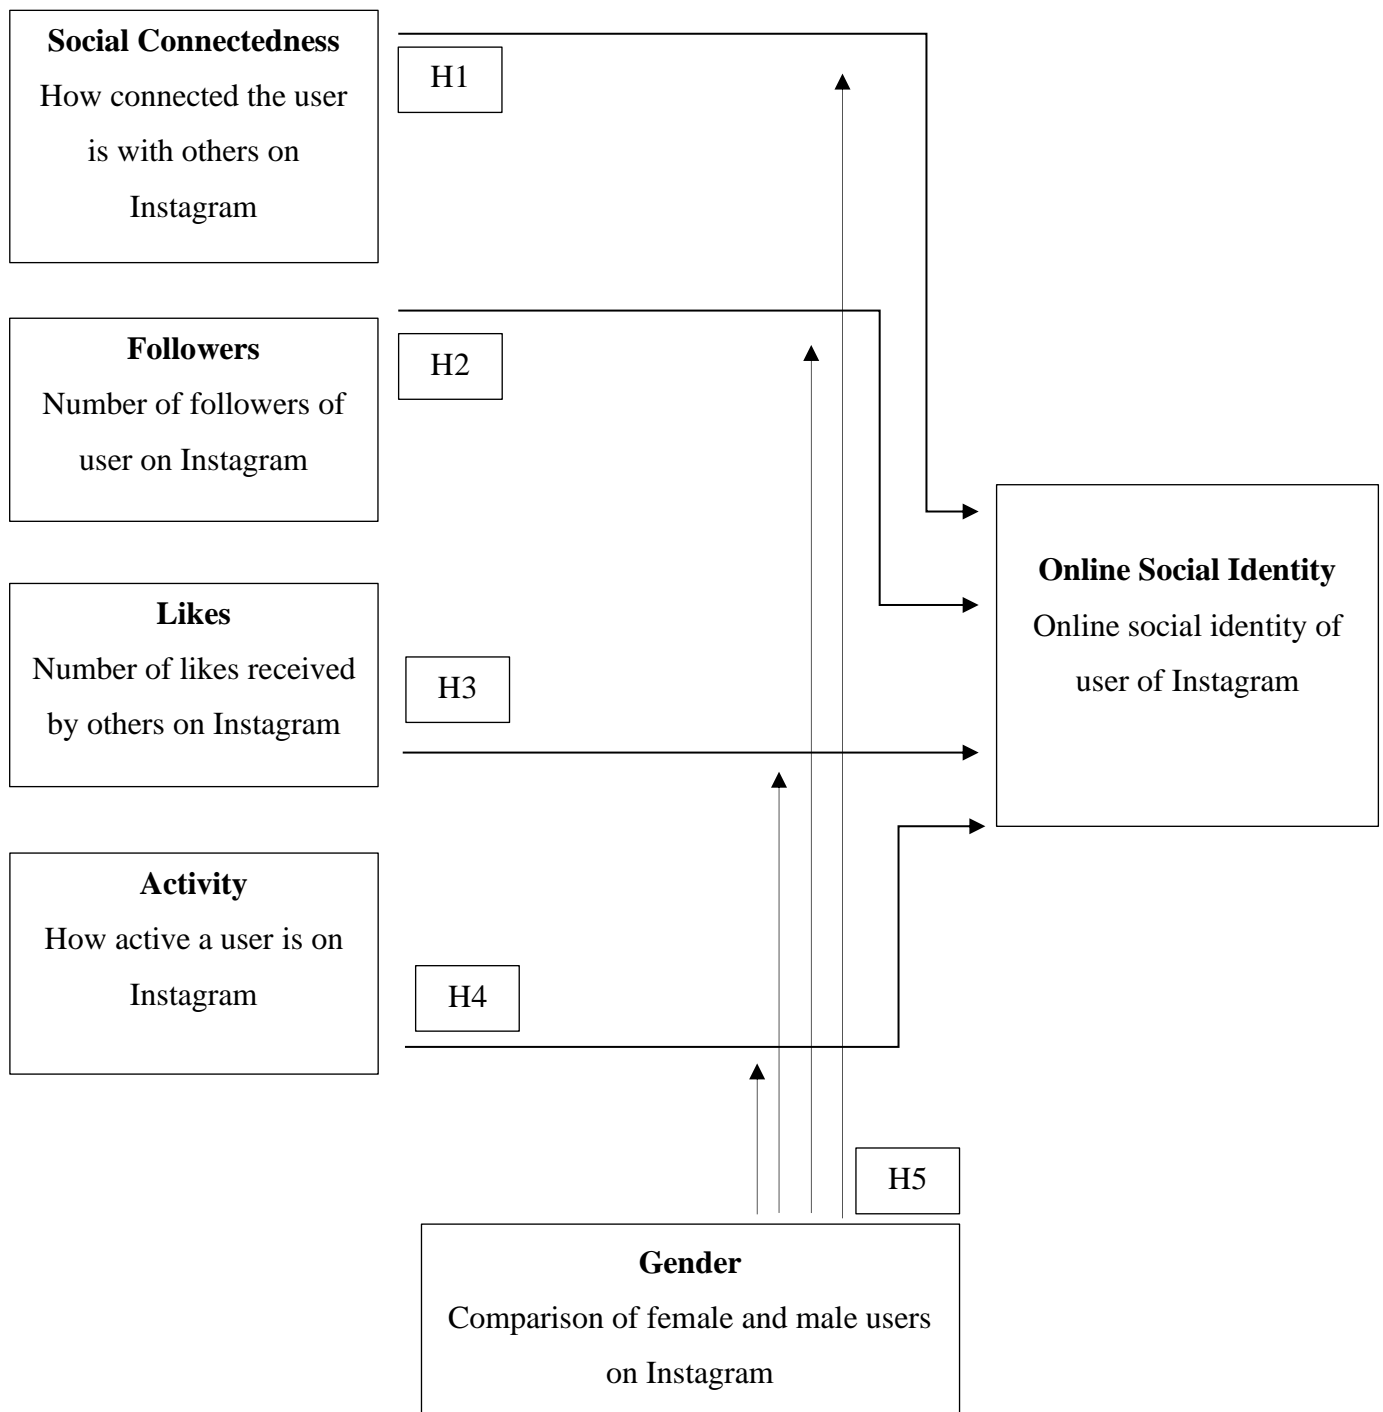 Social Connectedness
How connected the user
is with others on
Instagram
H1
Followers
Number of followers of
user on Instagram
H2
Likes
Number of likes received
by others on Instagram
H3
Activity
How active a user is on
Instagram
H4
Online Social Identity
Online social identity of
user of Instagram
H5
Gender
Comparison of female and male users
on Instagram